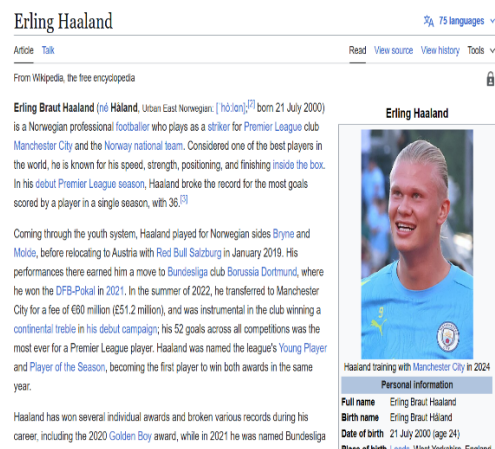 Erling Haaland
75 languages
Article Talk
Read View source View history Tools
From Wikipedia, the free encyclopedia
Erling Braut Haaland (né Håland, Urban East Norwegian: [ˈhòːlɑn];[2] born 21 July 2000)
is a Norwegian professional footballer who plays as a striker for Premier League club
Manchester City and the Norway national team. Considered one of the best players in
the world, he is known for his speed, strength, positioning, and finishing inside the box.
In his debut Premier League season, Haaland broke the record for the most goals
scored by a player in a single season, with 36.[3]
Coming through the youth system, Haaland played for Norwegian sides Bryne and
Molde, before relocating to Austria with Red Bull Salzburg in January 2019. His
performances there earned him a move to Bundesliga club Borussia Dortmund, where
he won the DFB-Pokal in 2021. In the summer of 2022, he transferred to Manchester
City for a fee of €60 million (£51.2 million), and was instrumental in the club winning a
continental treble in his debut campaign; his 52 goals across all competitions was the
most ever for a Premier League player. Haaland was named the league's Young Player
and Player of the Season, becoming the first player to win both awards in the same
year.
Haaland has won several individual awards and broken various records during his
career, including the 2020 Golden Boy award, while in 2021 he was named Bundesliga
Erling Haaland
9
Haaland training with Manchester City in 2024
Personal information
Full name Erling Braut Haaland
Birth name Erling Braut Håland
Date of birth 21 July 2000 (age 24)
Place of birth Leeds, West Yorkshire, England